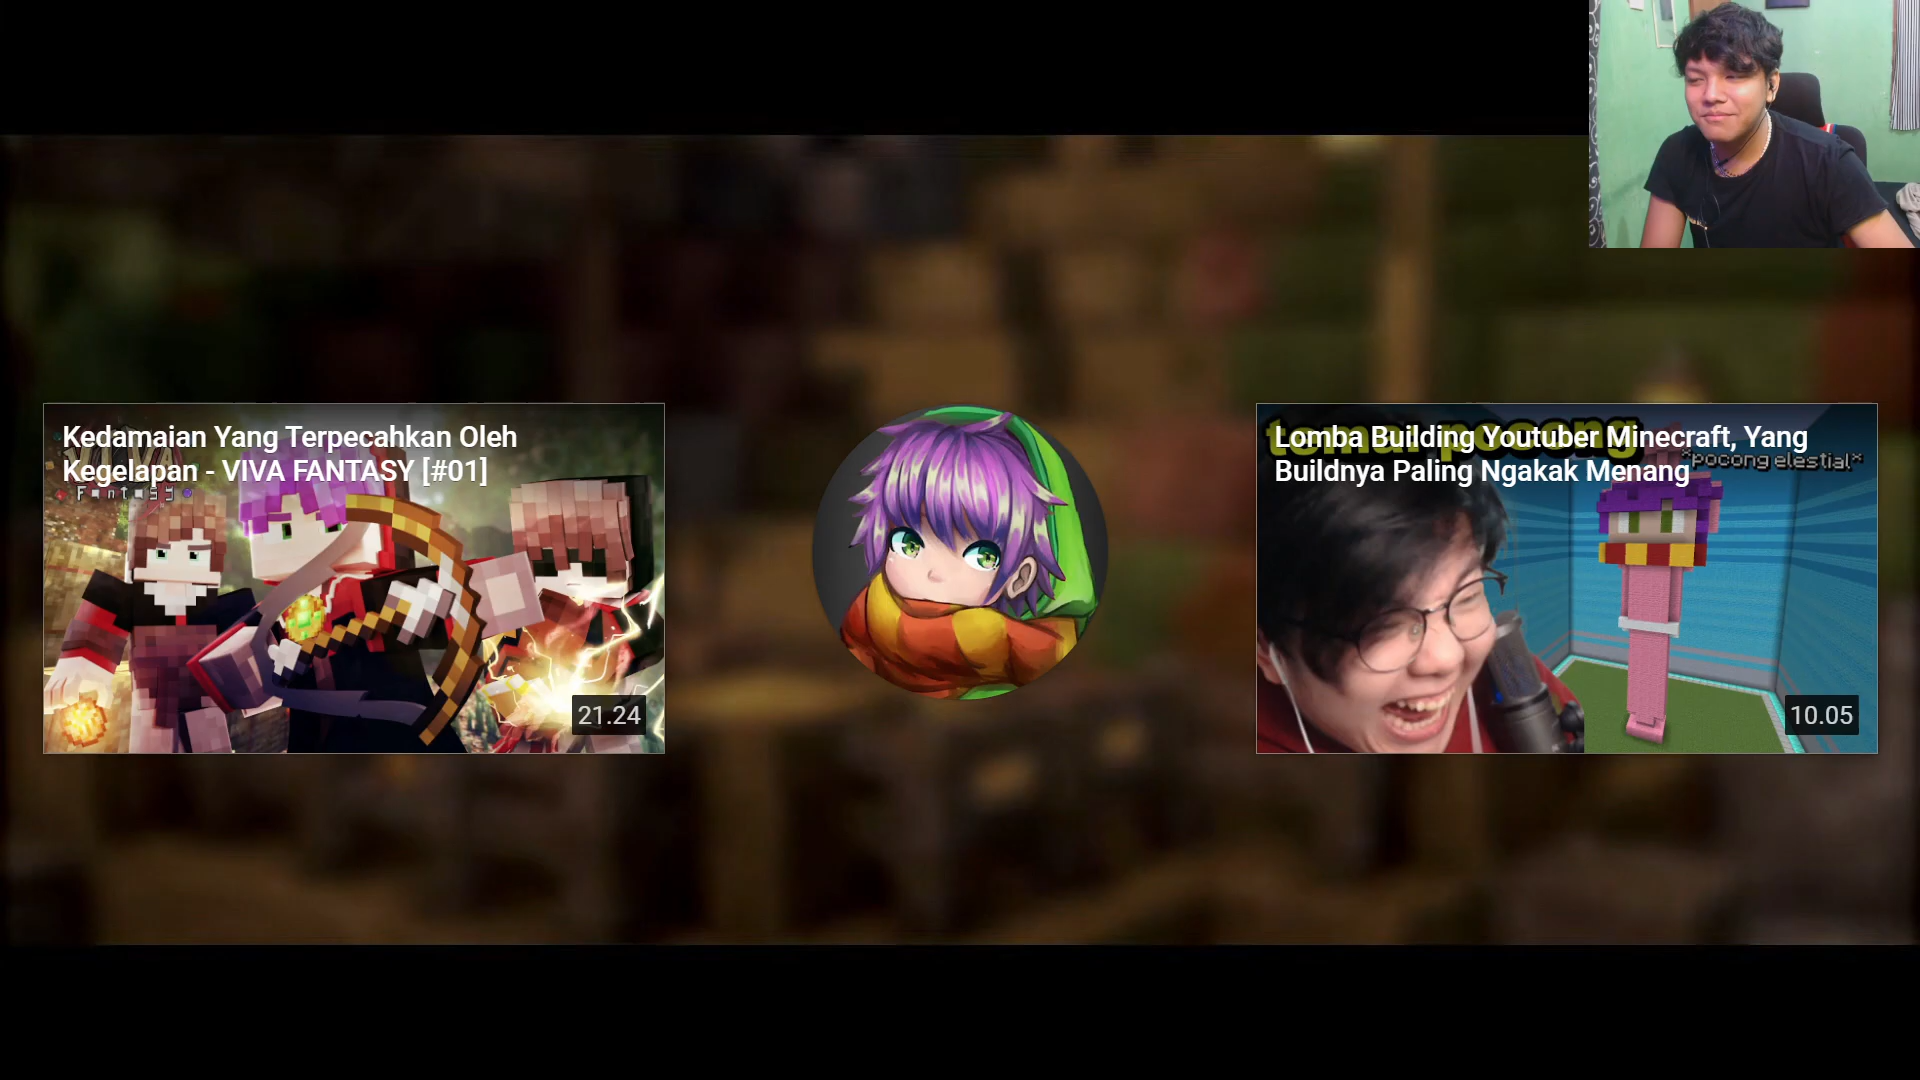 Kedamaian Yang Terpecahkan Oleh
Kegelapan - VIVA FANTASY [#01]
Fantasy
21.24
Lomba Building Youtuber Minecraft, Yang
Buildnya Paling Ngakak Menang
*pocong elestial*
10.05